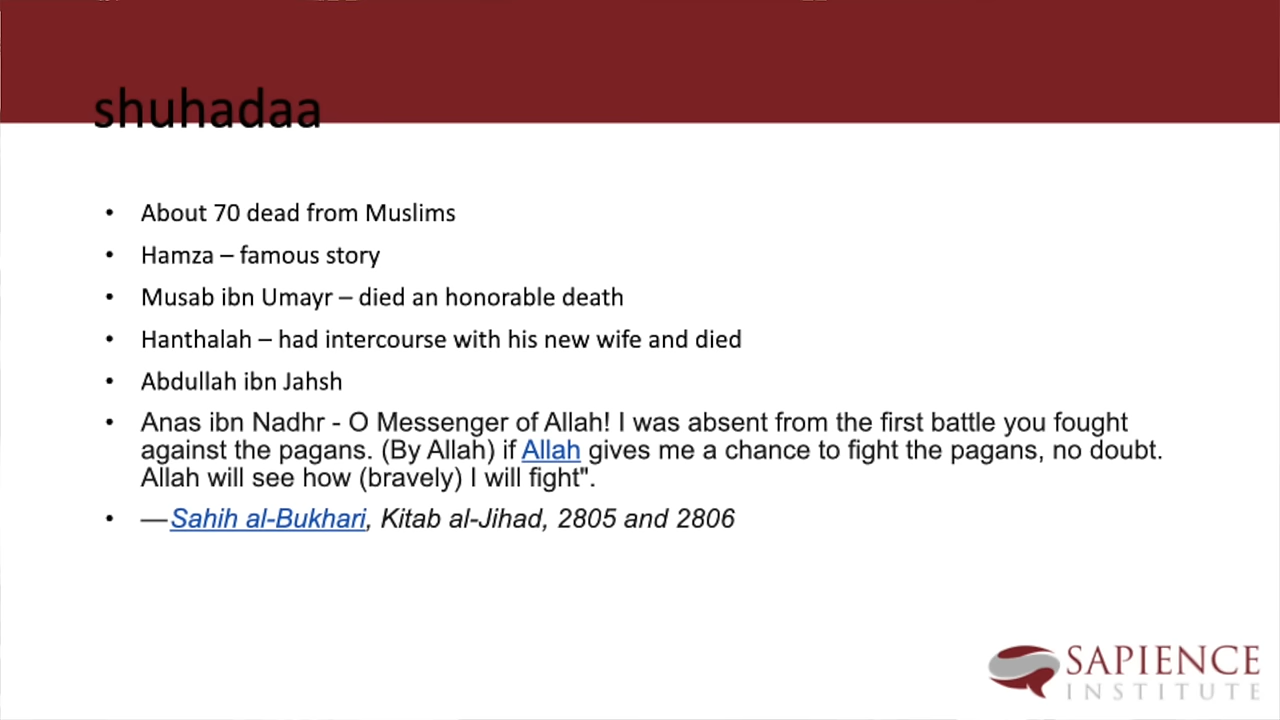 shuhadaa
• About 70 dead from Muslims
• Hamza – famous story
• Musab ibn Umayr – died an honorable death
• Hanthalah – had intercourse with his new wife and died
• Abdullah ibn Jahsh
• Anas ibn Nadhr - O Messenger of Allah! I was absent from the first battle you fought
against the pagans. (By Allah) if Allah gives me a chance to fight the pagans, no doubt.
Allah will see how (bravely) I will fight".
• —Sahih al-Bukhari, Kitab al-Jihad, 2805 and 2806
SAPIENCE
INSTITUTE